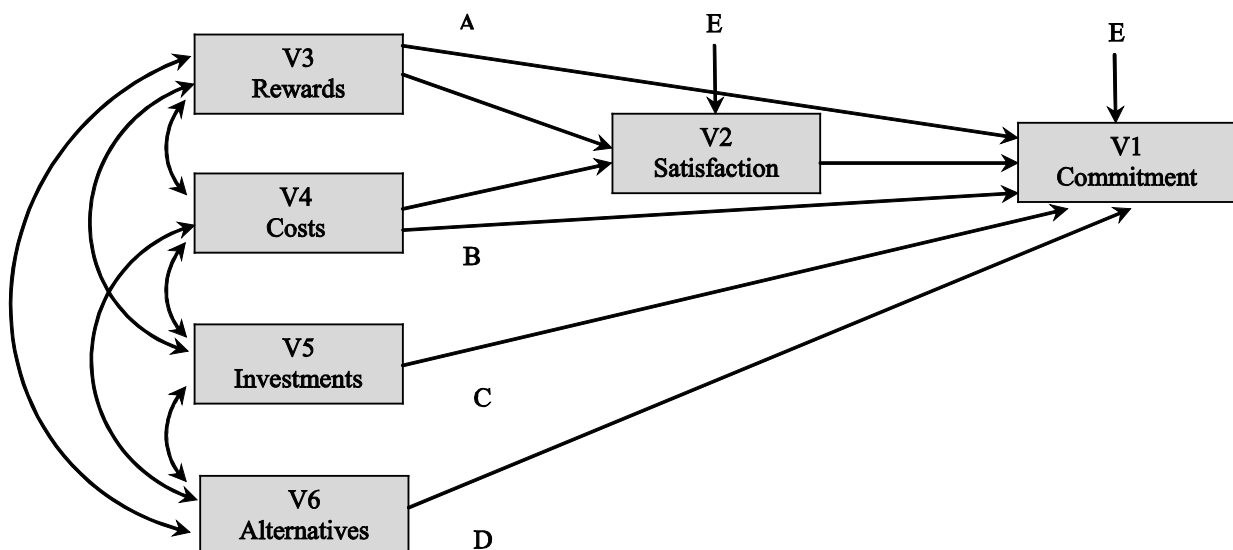 A
E
E
V3
Rewards
V2
Satisfaction
V1
Commitment
V4
Costs
B
V5
Investments
C
V6
Alternatives
D